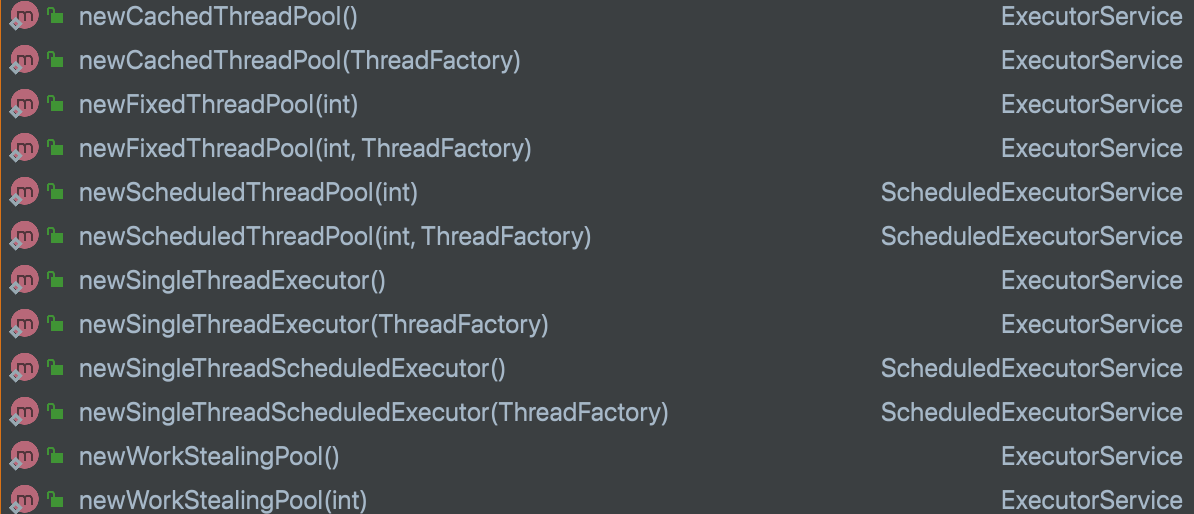 newCachedThreadPool() ExecutorService
newCachedThreadPool(ThreadFactory) ExecutorService
newFixedThreadPool(int) ExecutorService
newFixedThreadPool(int, ThreadFactory) ExecutorService
newScheduledThreadPool(int) ScheduledExecutorService
newScheduledThreadPool(int, ThreadFactory) ScheduledExecutorService
newSingleThreadExecutor() ExecutorService
newSingleThreadExecutor(ThreadFactory) ExecutorService
newSingleThreadScheduledExecutor() ScheduledExecutorService
newSingleThreadScheduledExecutor(ThreadFactory) ScheduledExecutorService
newWorkStealingPool() ExecutorService
newWorkStealingPool(int) ExecutorService